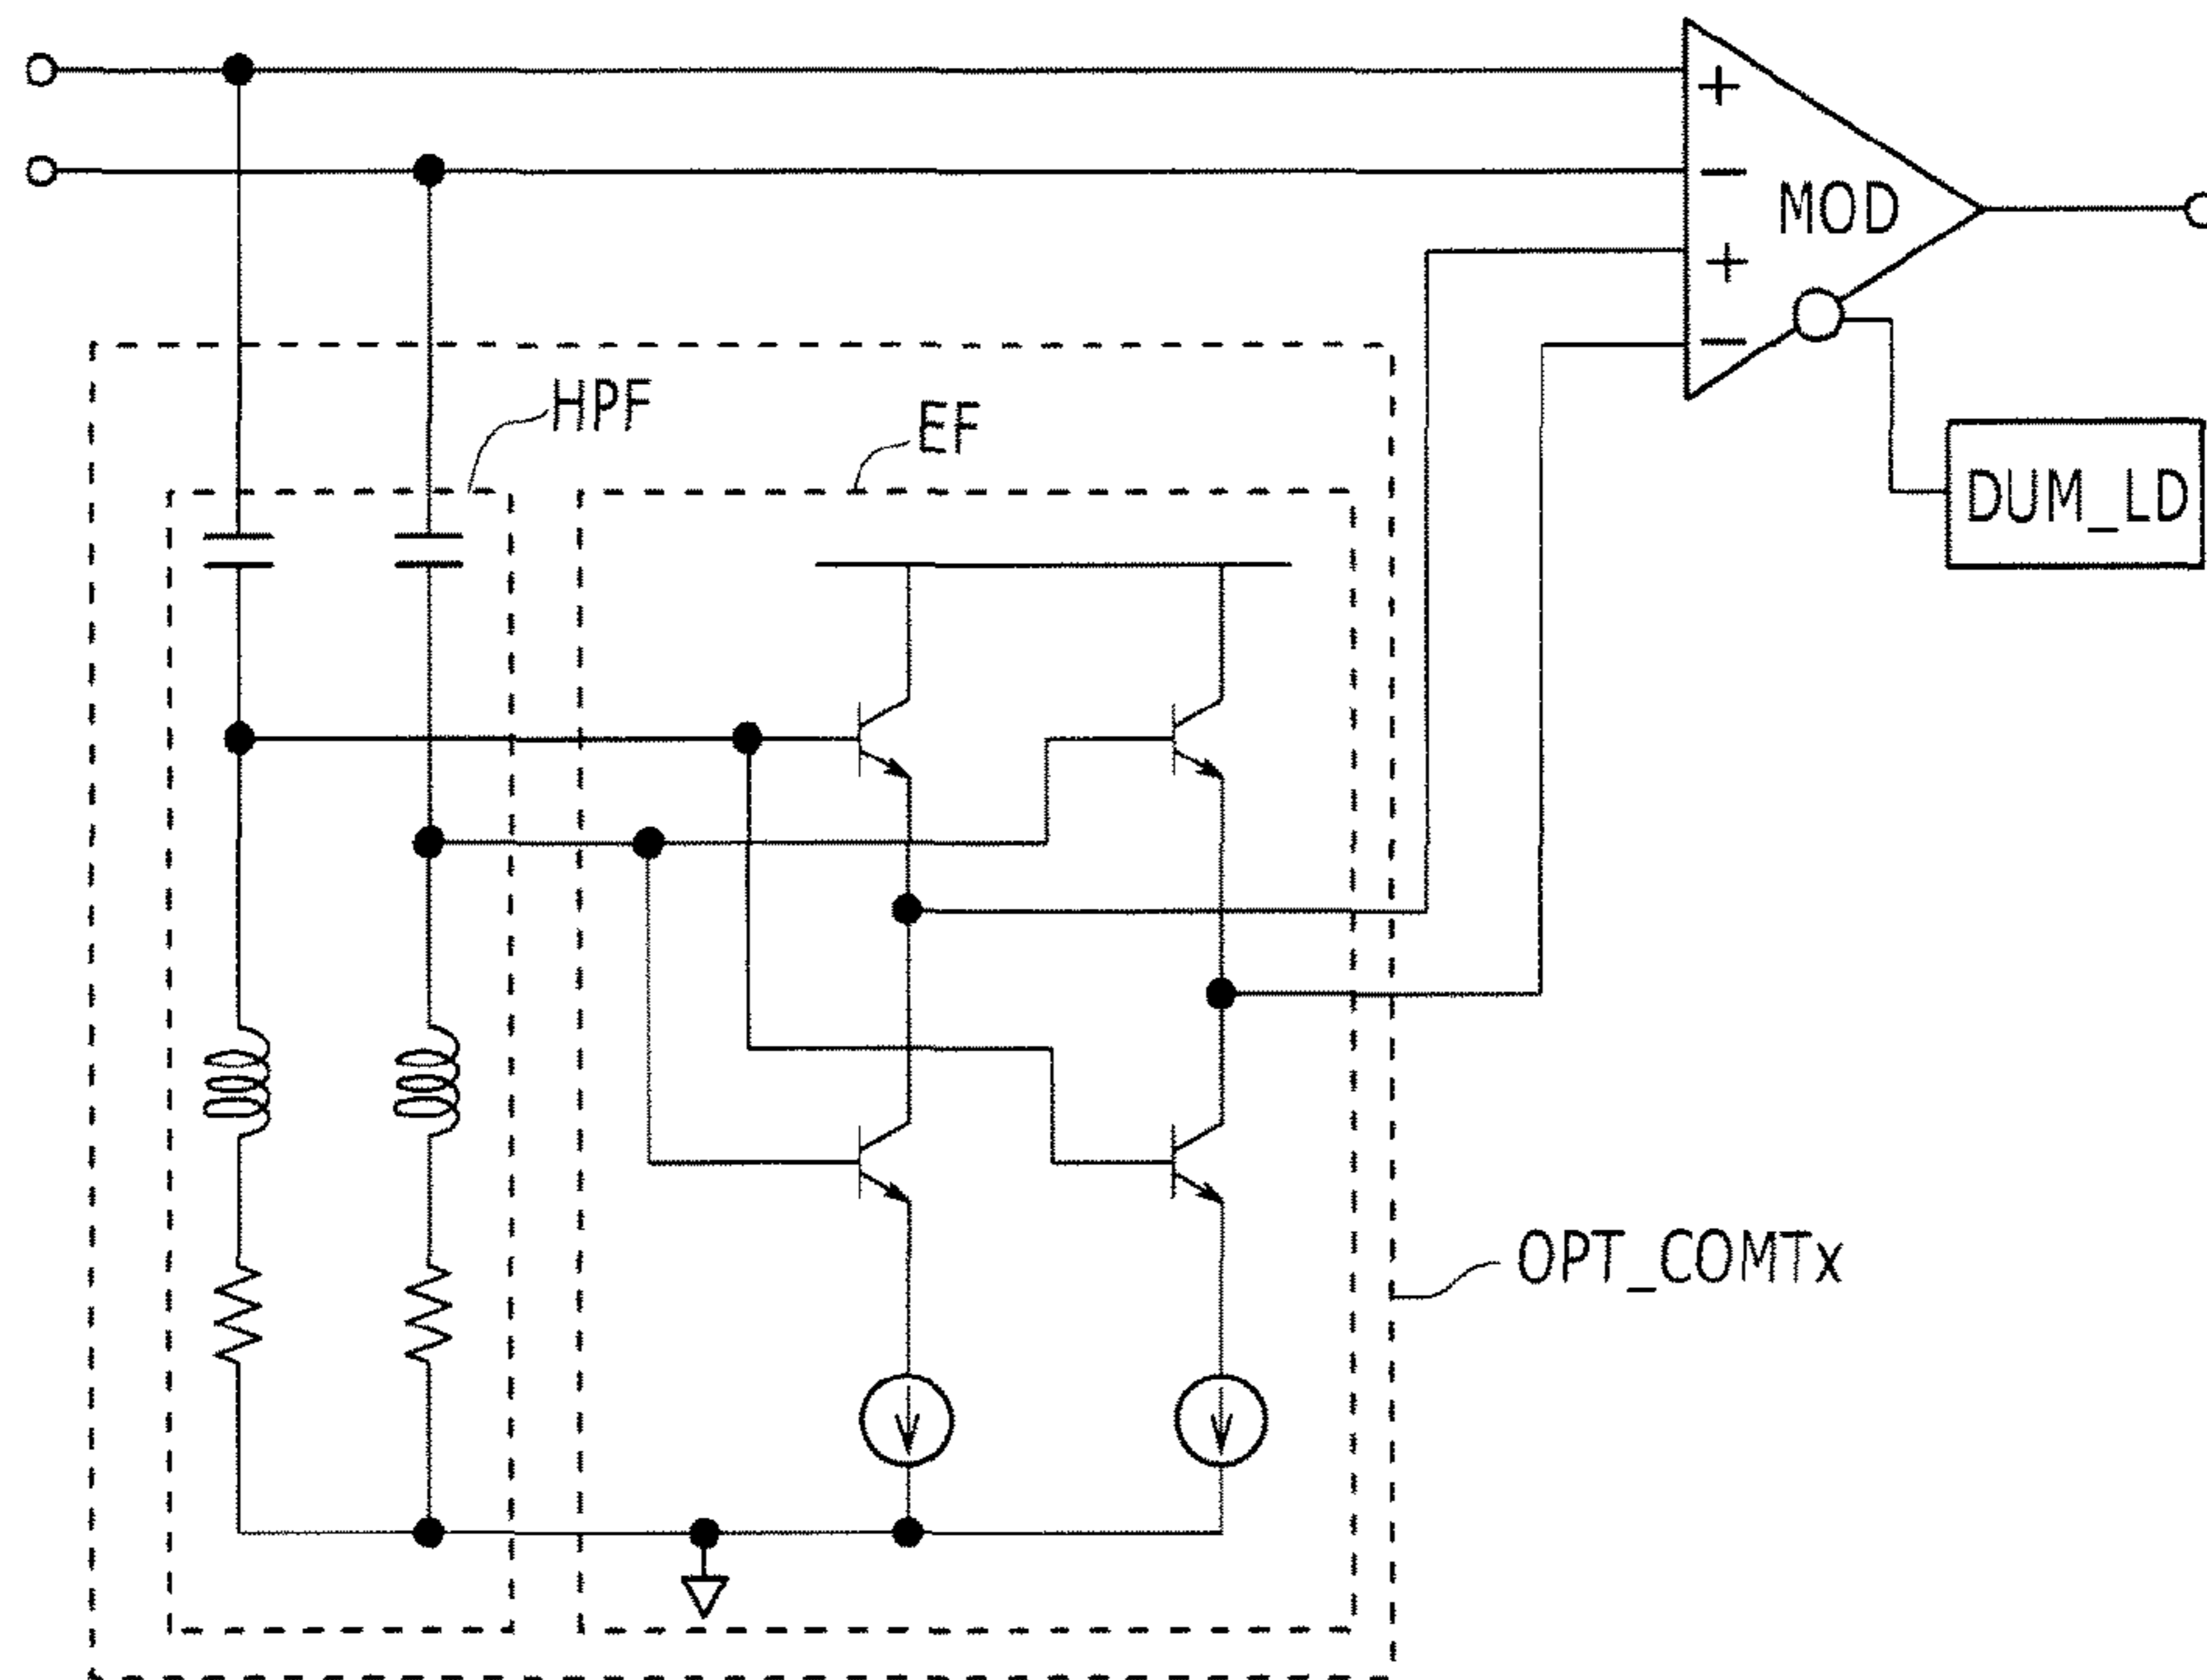 +
−
MOD
+
−
HPF
EF
DUM_LD
OPT_COMTx